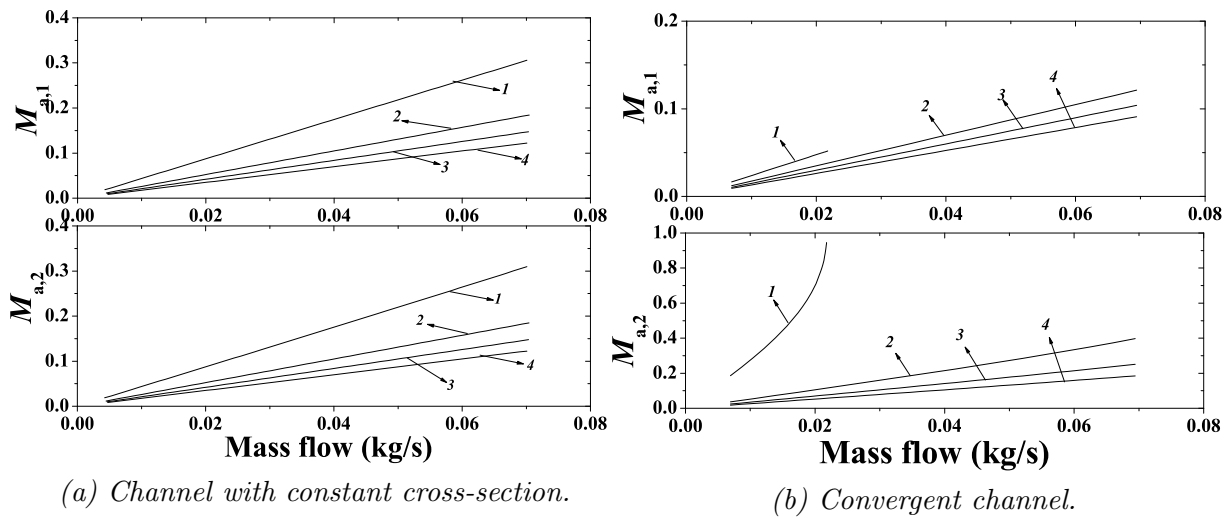 0.4
0.3
0.2
0.1
0.0
M a,1
1
2
3
4
0.00 0.02 0.04 0.06 0.08
0.4
0.3
0.2
0.1
0.0
M a,2
1
2
3
4
0.00 0.02 0.04 0.06 0.08
Mass flow (kg/s)
(a) Channel with constant cross-section.
0.2
0.1
0.0
M a,1
1
2
3
4
0.00 0.02 0.04 0.06 0.08
1.0
0.8
0.6
0.4
0.2
0.0
M a,2
1
2
3
4
0.00 0.02 0.04 0.06 0.08
Mass flow (kg/s)
(b) Convergent channel.